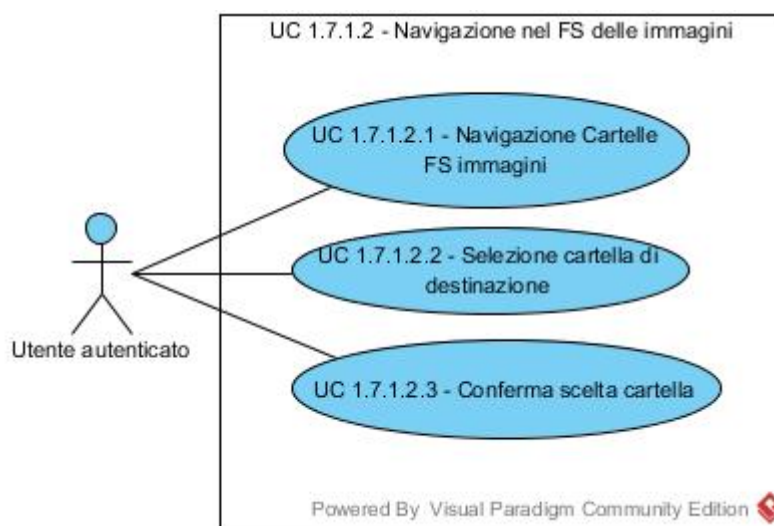 UC 1.7.1.2 - Navigazione nel FS delle immagini
UC 1.7.1.2.1 - Navigazione Cartelle
FS immagini
UC 1.7.1.2.2 - Selezione cartella di
destinazione
Utente autenticato
UC 1.7.1.2.3 - Conferma scelta cartella
Powered By Visual Paradigm Community Edition